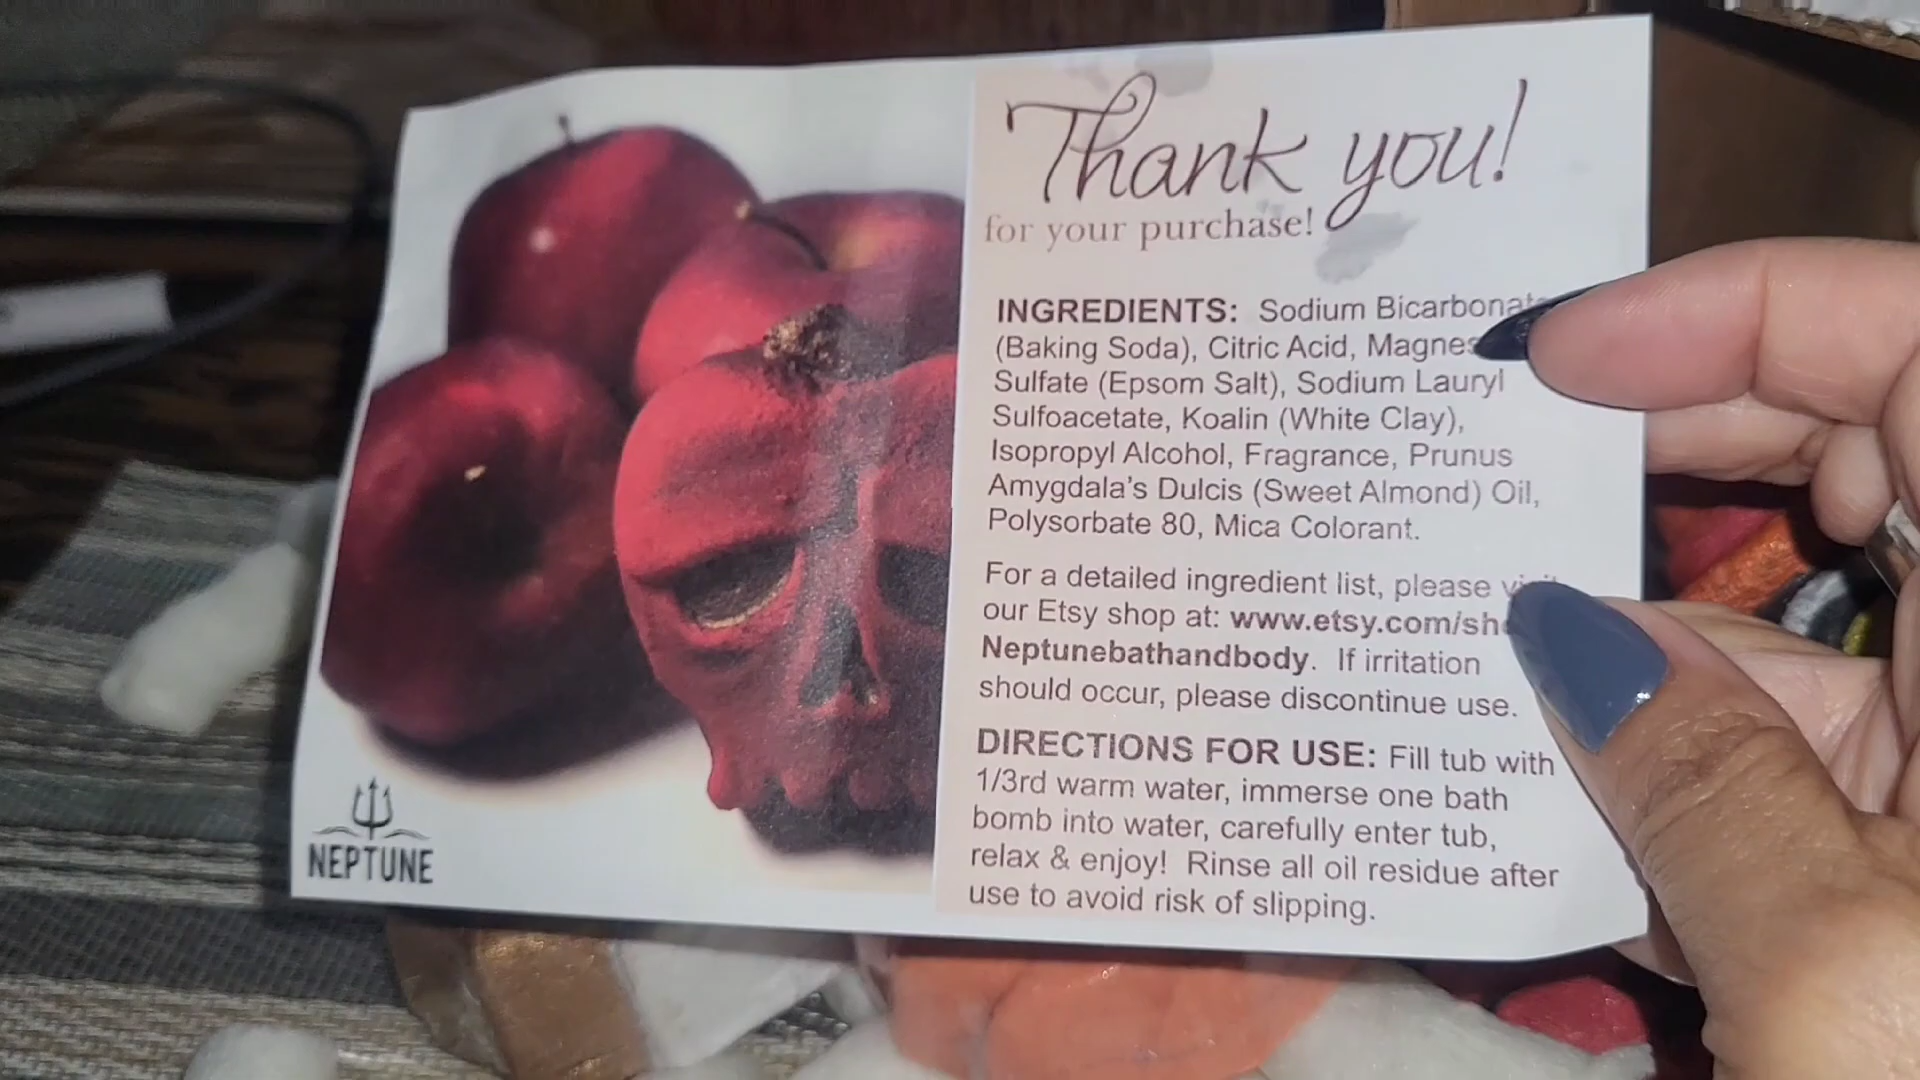 Thank you!
for your purchase!
INGREDIENTS: Sodium Bicarbonat
(Baking Soda), Citric Acid, Magnes
Sulfate (Epsom Salt), Sodium Lauryl
Sulfoacetate, Koalin (White Clay),
Isopropyl Alcohol, Fragrance, Prunus
Amygdala's Dulcis (Sweet Almond) Oil,
Polysorbate 80, Mica Colorant.
For a detailed ingredient list, please visit
our Etsy shop at: www.etsy.com/sh
Neptunebathandbody. If irritation
should occur, please discontinue use.
DIRECTIONS FOR USE: Fill tub with
1/3rd warm water, immerse one bath
bomb into water, carefully enter tub,
relax & enjoy! Rinse all oil residue after
use to avoid risk of slipping.
NEPTUNE